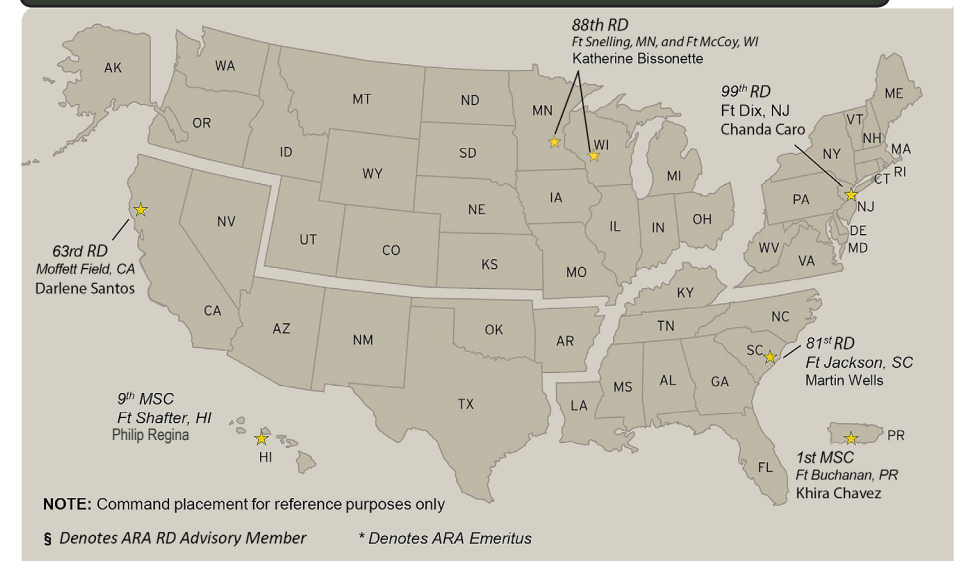 88th RD
Ft Snelling, MN, and Ft McCoy, WI
Katherine Bissonette
99th RD
Ft Dix, NJ
Chanda Caro
AK
WA
MT
ND
MN
WI
ME
VT
NH
OR
ID
SD
NY
MA
WY
MI
CT
RI
IA
PA
NJ
NV
NE
IL
IN
OH
UT
CO
DE
MD
WV
VA
63rd RD
Moffett Field, CA
Darlene Santos
KS
MO
KY
CA
AZ
NM
OK
AR
TN
NC
SC
81st RD
Ft Jackson, SC
Martin Wells
MS
AL
GA
TX
LA
9th MSC
Ft Shafter, HI
Philip Regina
HI
PR
FL
1st MSC
Ft Buchanan, PR
Khira Chavez
NOTE: Command placement for reference purposes only
§ Denotes ARA RD Advisory Member * Denotes ARA Emeritus